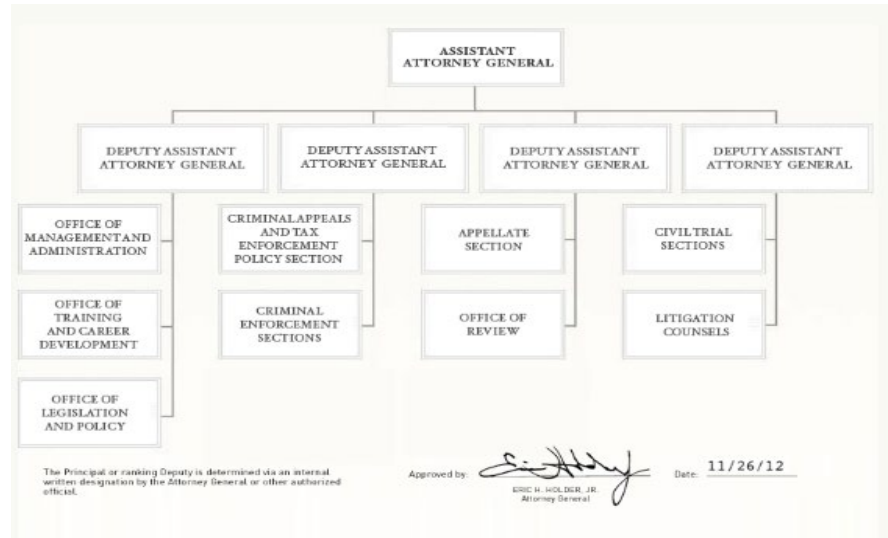 ASSISTANT
ATTORNEY GENERAL
DEPUTY ASSISTANT
ATTORNEY GENERAL
DEPUTY ASSISTANT
ATTORNEY GENERAL
DEPUTY ASSISTANT
ATTORNEY GENERAL
DEPUTY ASSISTANT
ATTORNEY GENERAL
OFFICE OF
MANAGEMENT AND
ADMINISTRATION
CRIMINAL APPEALS
AND TAX
ENFORCEMENT
POLICY SECTION
APPELLATE
SECTION
CIVIL TRIAL
SECTIONS
OFFICE OF
TRAINING
AND CAREER
DEVELOPMENT
CRIMINAL
ENFORCEMENT
SECTIONS
OFFICE OF
REVIEW
LITIGATION
COUNSELS
OFFICE OF
LEGISLATION
AND POLICY
The Principal or ranking Deputy is determined via an internal
written designation by the Attorney General or other authorized
official.
Approved by:
Eric Holder
ERIC H. HOLDER, JR.
Attorney General
Date: 11/26/12